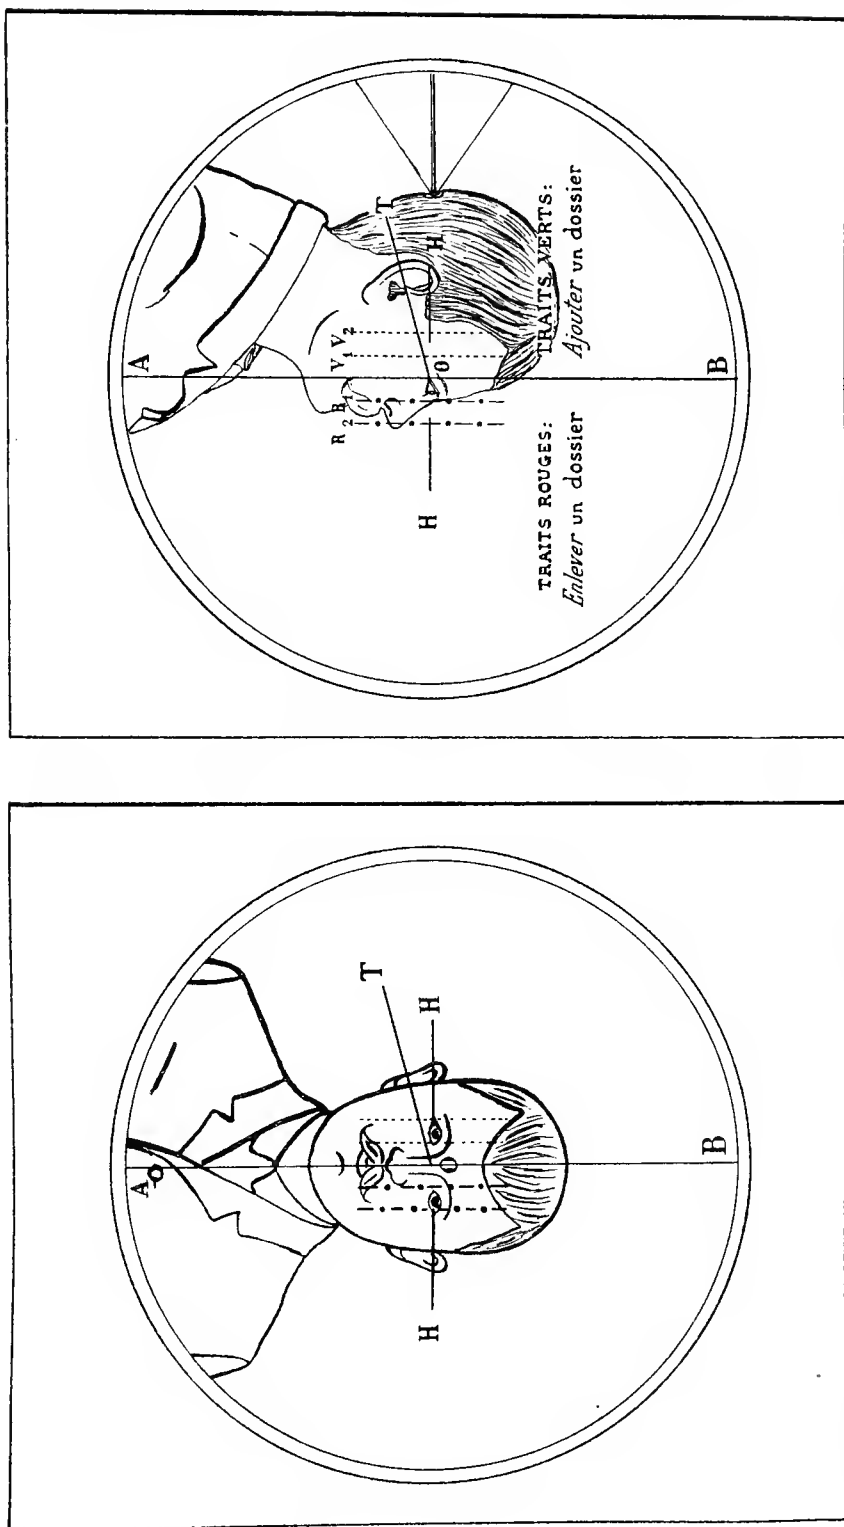 A
T
H H
O
B
A
R₂ R₁ V₁ V₂
T
H H
O
TRAITS ROUGES:
Enlever un dossier
TRAITS VERTS:
Ajouter un dossier
B